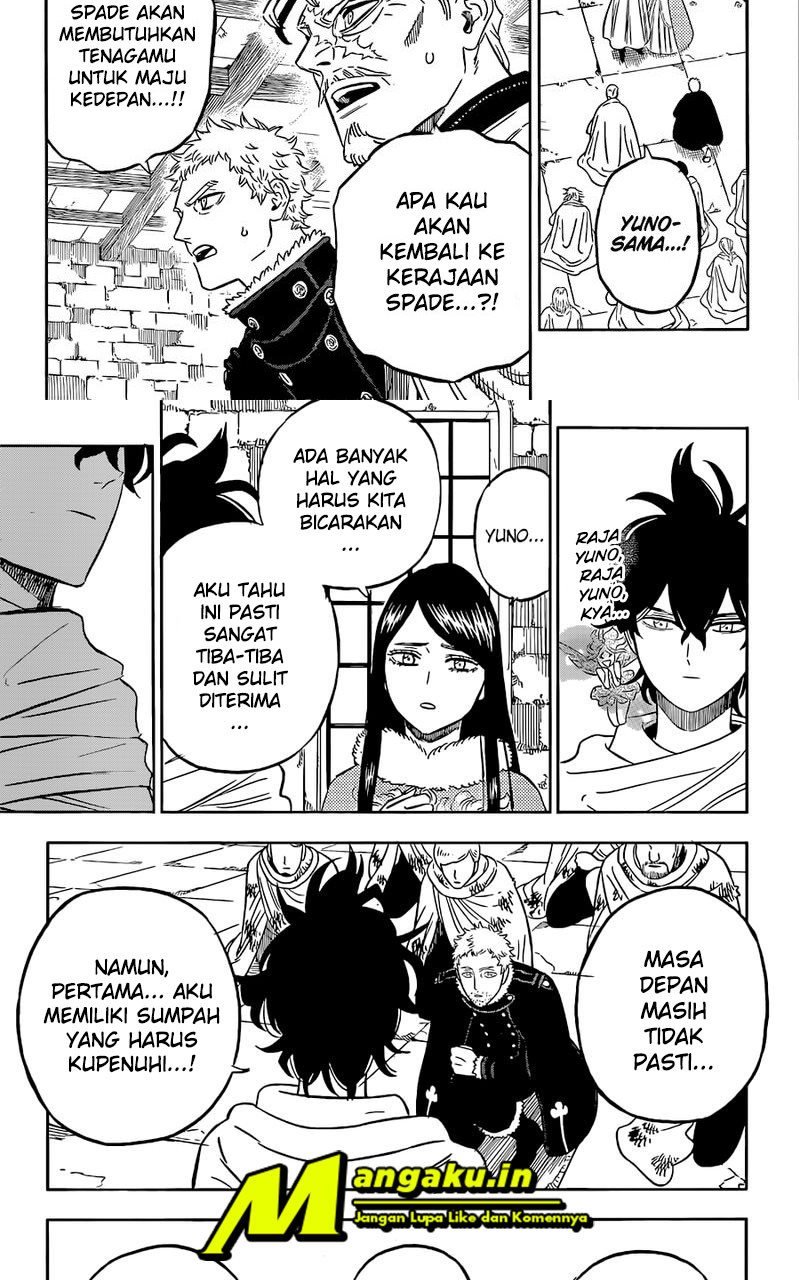 YUNO-
SAMA...!
APA KAU
AKAN
KEMBALI KE
KERAJAAN
SPADE...?!
SPADE AKAN
MEMBUTUHKAN
TENAGAMU
UNTUK MAJU
KEDEPAN...!!
RAJA
YUNO,
RAJA
YUNO,
KYA...
YUNO...
ADA BANYAK
HAL YANG
HARUS KITA
BICARAKAN
...
AKU TAHU
INI PASTI
SANGAT
TIBA-TIBA
DAN SULIT
DITERIMA
...
MASA
DEPAN
MASIH
TIDAK
PASTI...
NAMUN,
PERTAMA... AKU
MEMILIKI SUMPAH
YANG HARUS
KUPENUHI...!
Mangaku.in
Jangan Lupa Like dan Komennya